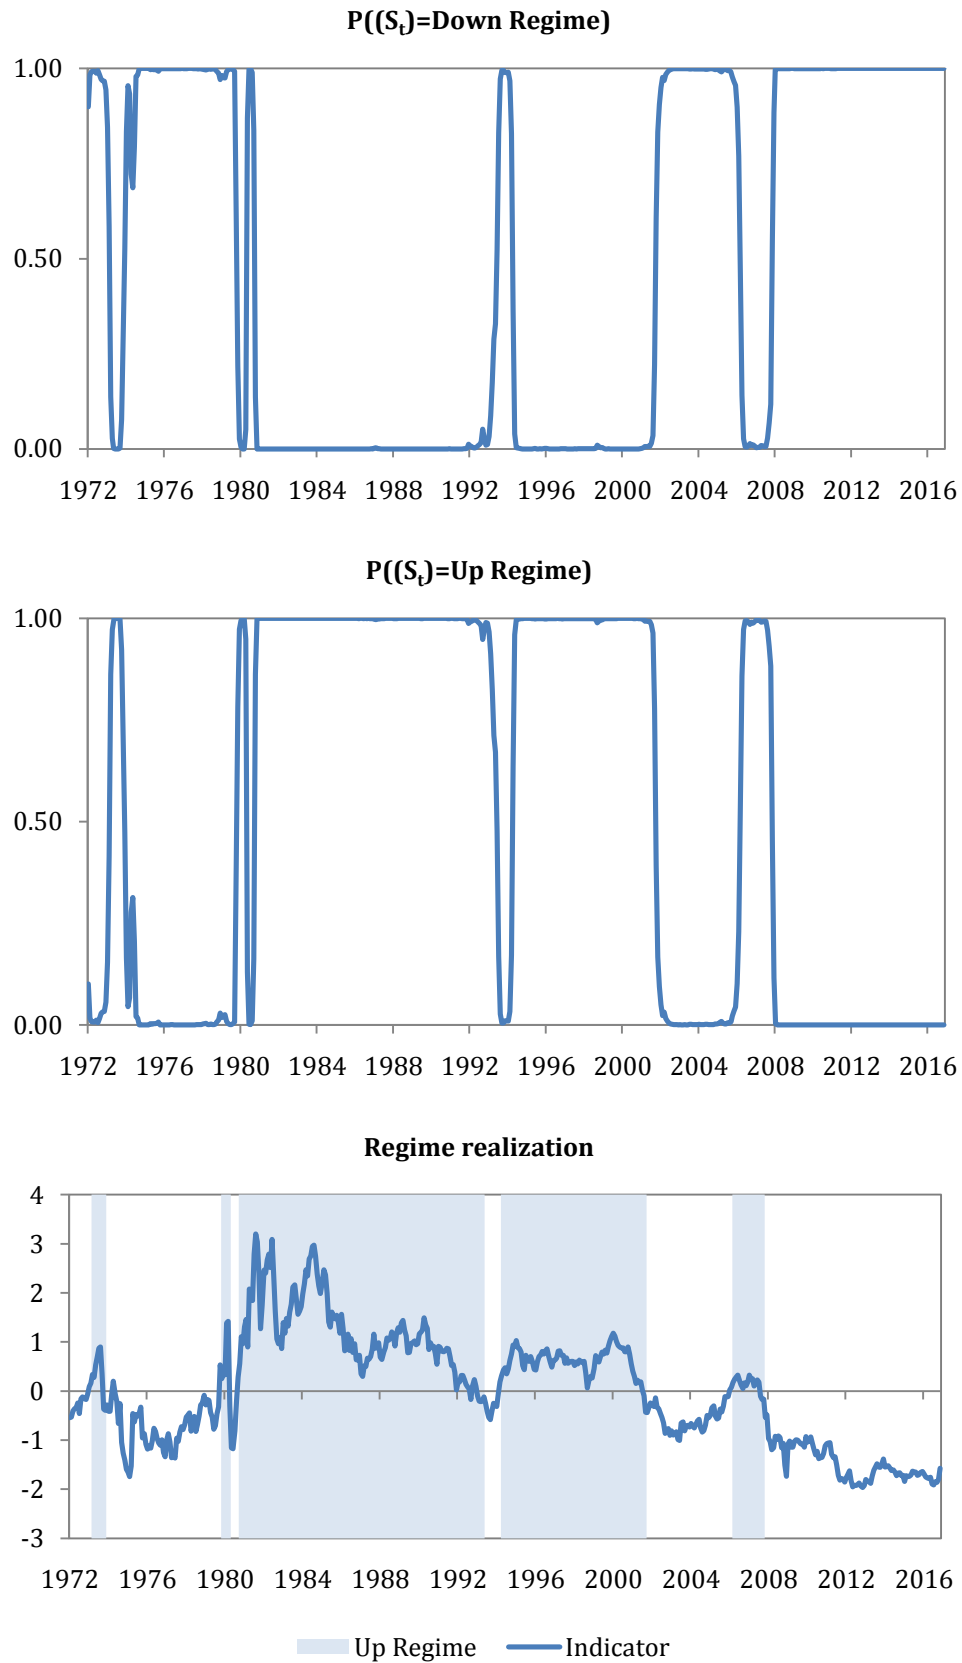 P((St)=Down Regime)
1.00
0.50
0.00
1972 1976 1980 1984 1988 1992 1996 2000 2004 2008 2012 2016
P((St)=Up Regime)
1.00
0.50
0.00
1972 1976 1980 1984 1988 1992 1996 2000 2004 2008 2012 2016
Regime realization
4
3
2
1
0
-1
-2
-3
1972 1976 1980 1984 1988 1992 1996 2000 2004 2008 2012 2016
Up Regime Indicator